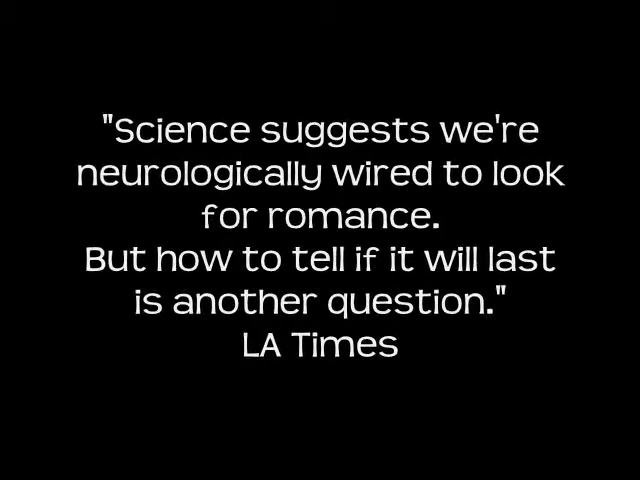 "Science suggests we're
neurologically wired to look
for romance.
But how to tell if it will last
is another question."
LA Times